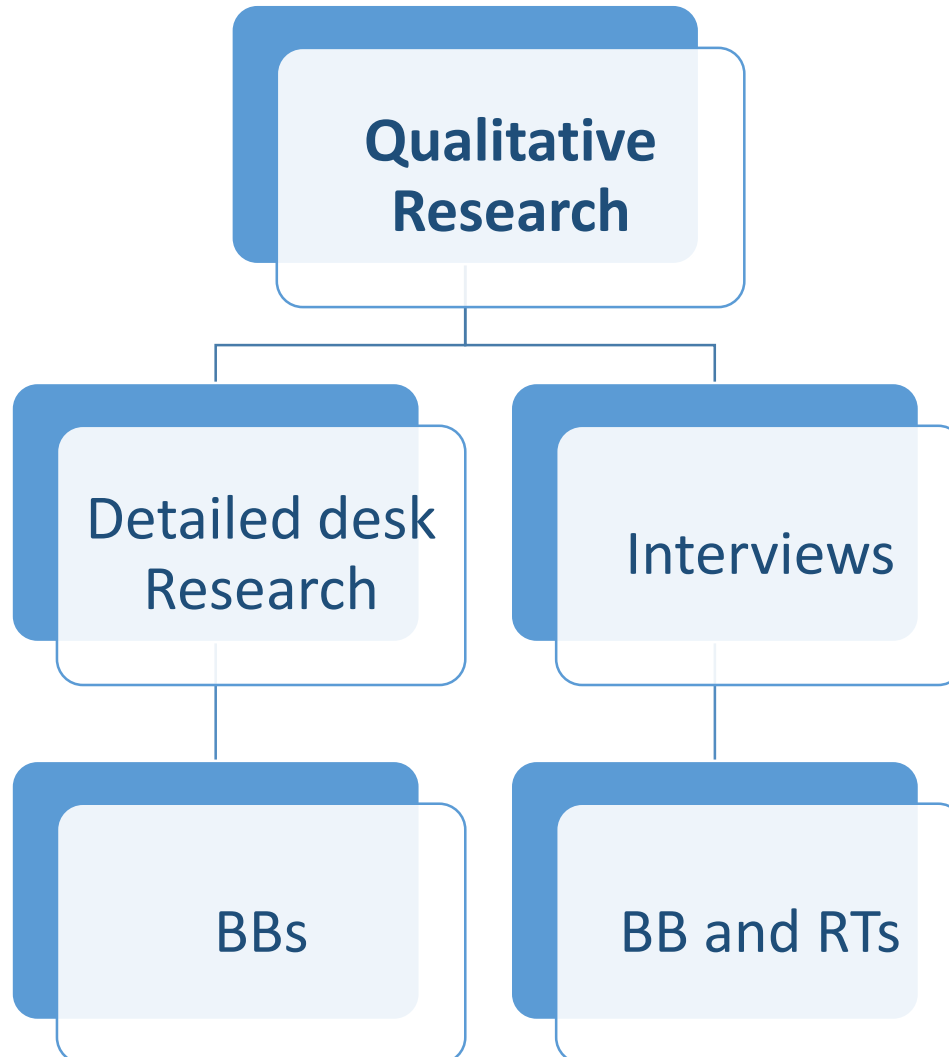 Qualitative
Research
Detailed desk
Research
Interviews
BBs
BB and RTs